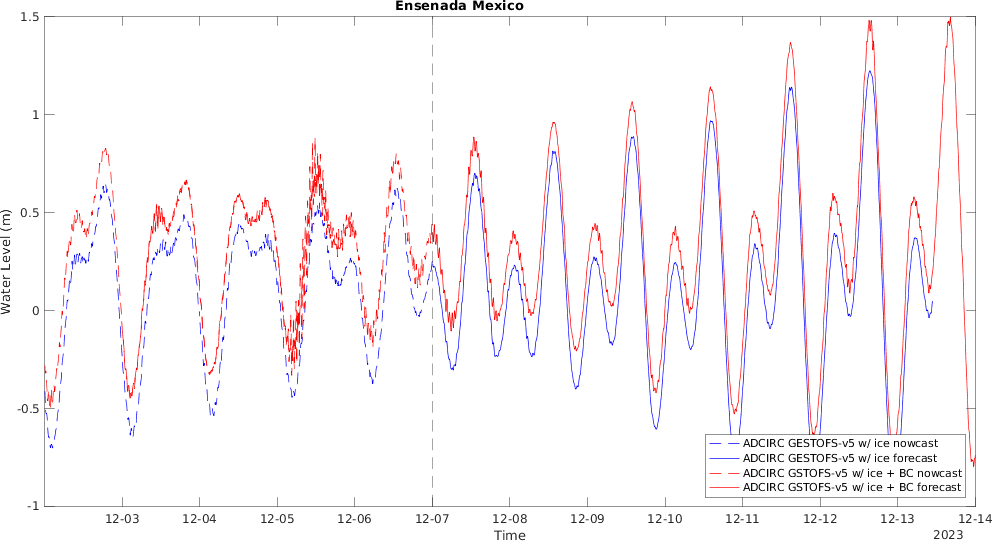 Ensenada Mexico
1.5
1
0.5
0
-0.5
-1
Water Level (m)
ADCIRC GESTOFS-v5 w/ ice nowcast
ADCIRC GESTOFS-v5 w/ ice forecast
ADCIRC GSTOFS-v5 w/ ice + BC nowcast
ADCIRC GSTOFS-v5 w/ ice + BC forecast
12-03 12-04 12-05 12-06 12-07 12-08 12-09 12-10 12-11 12-12 12-13 12-14
Time
2023